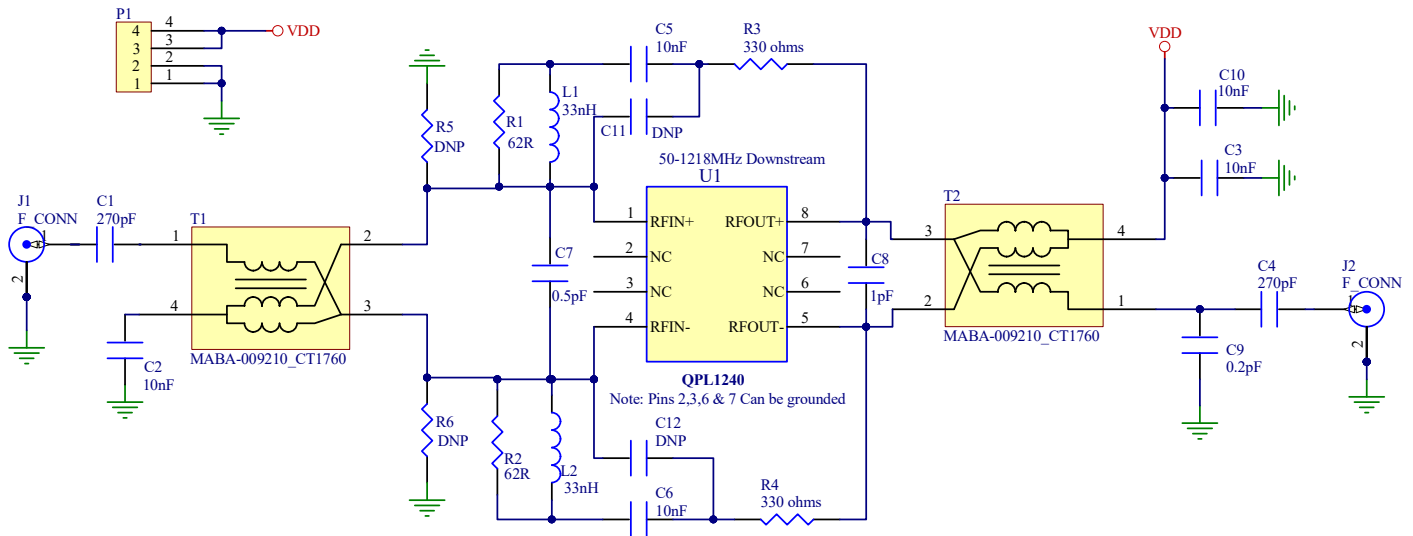 P1
4
3
2
1
4
3
2
1
VDD
J1
F_CONN
1
2
C1
270pF
T1
1
4
2
3
MABA-009210_CT1760
C2
10nF
R5
DNP
R6
DNP
R1
62R
L1
33nH
C5
10nF
C11
DNP
R3
330 ohms
50-1218MHz Downstream
U1
1
RFIN+
2
NC
3
NC
4
RFIN-
RFOUT+
8
NC
7
NC
6
RFOUT-
5
QPL1240
Note: Pins 2,3,6 & 7 Can be grounded
C7
0.5pF
C8
1pF
R2
62R
L2
33nH
C12
DNP
C6
10nF
R4
330 ohms
T2
3
2
4
1
MABA-009210_CT1760
VDD
C10
10nF
C3
10nF
C9
0.2pF
C4
270pF
J2
F_CONN
1
2